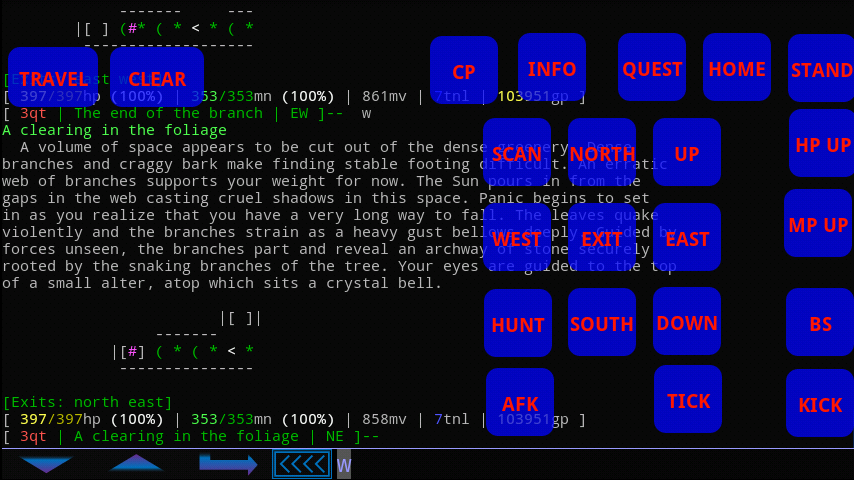 -------      ---
|[ ] (#* ( * < * ( *
-------------------
TRAVEL CLEAR CP INFO QUEST HOME STAND
[ 397/397hp (100%) | 353/353mn (100%) | 861mv | 7tnl | 103951gp ]
[ 3qt | The end of the branch | EW ]--  w
A clearing in the foliage
A volume of space appears to be cut out of the dense greenery. Dense
branches and craggy bark make finding stable footing difficult. An erratic
web of branches supports your weight for now. The Sun pours in from the
gaps in the web casting cruel shadows in this space. Panic begins to set
in as you realize that you have a very long way to fall. The leaves quake
violently and the branches strain as a heavy gust bellows deeply. Guided by
forces unseen, the branches part and reveal an archway of stone securely
rooted by the snaking branches of the tree. Your eyes are guided to the top
of a small alter, atop which sits a crystal bell.
SCAN NORTH UP HP UP
WEST EXIT EAST MP UP
|[ ]|
-------
|[#] ( * ( * < *
----------------
HUNT SOUTH DOWN BS
[Exits: north east]
[ 397/397hp (100%) | 353/353mn (100%) | 858mv | 7tnl | 103951gp ]
[ 3qt | A clearing in the foliage | NE ]--
AFK TICK KICK
<<<< w